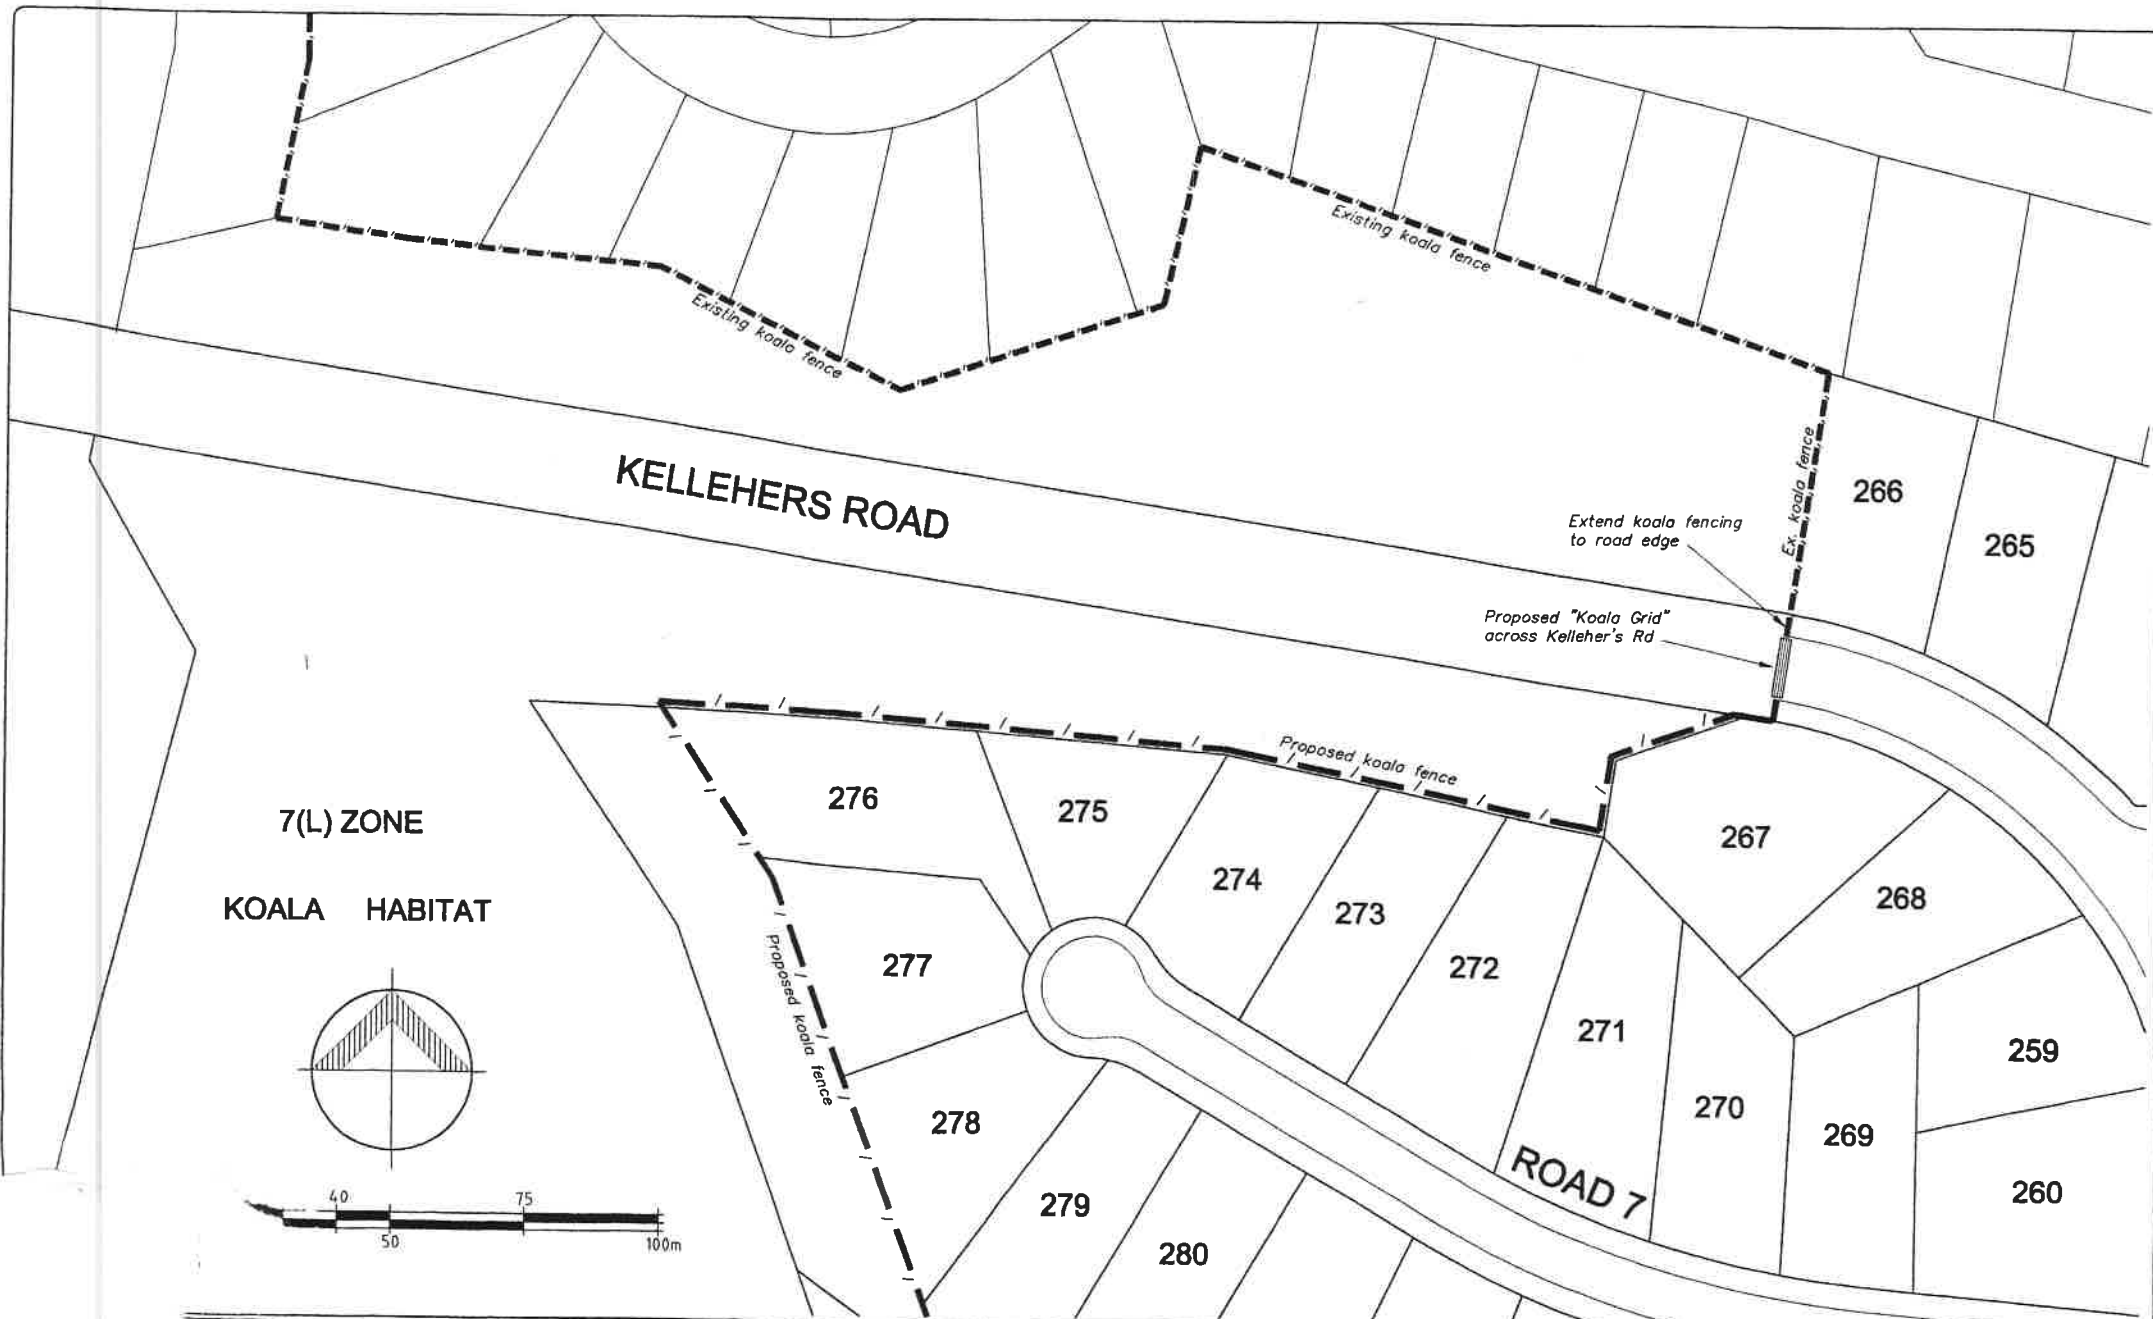 Existing koala fence
Existing koala fence
KELLEHERS ROAD
Ex. koala fence
266
265
Extend koala fencing
to road edge
Proposed "Koala Grid"
across Kelleher's Rd
Proposed koala fence
276
275
267
7(L) ZONE
274
268
KOALA HABITAT
273
277
272
Proposed koala fence
271
259
278
270
269
ROAD 7
260
279
280
40
75
50
100m